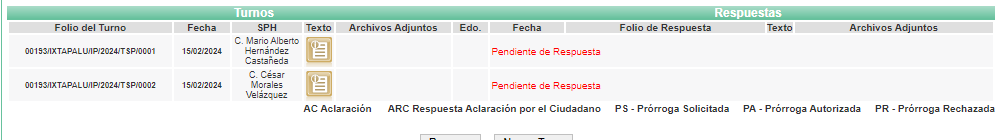 Turnos Respuestas
Folio del Turno Fecha SPH Texto Archivos Adjuntos Edo. Fecha Folio de Respuesta Texto Archivos Adjuntos
C. Mario Alberto
00193/IXTAPALU/IP/2024/TSP/0001 15/02/2024 Hernández Pendiente de Respuesta
Castañeda
C. César
00193/IXTAPALU/IP/2024/TSP/0002 15/02/2024 Morales Pendiente de Respuesta
Velázquez
AC Aclaración ARC Respuesta Aclaración por el Ciudadano PS - Prórroga Solicitada PA - Prórroga Autorizada PR - Prórroga Rechazada